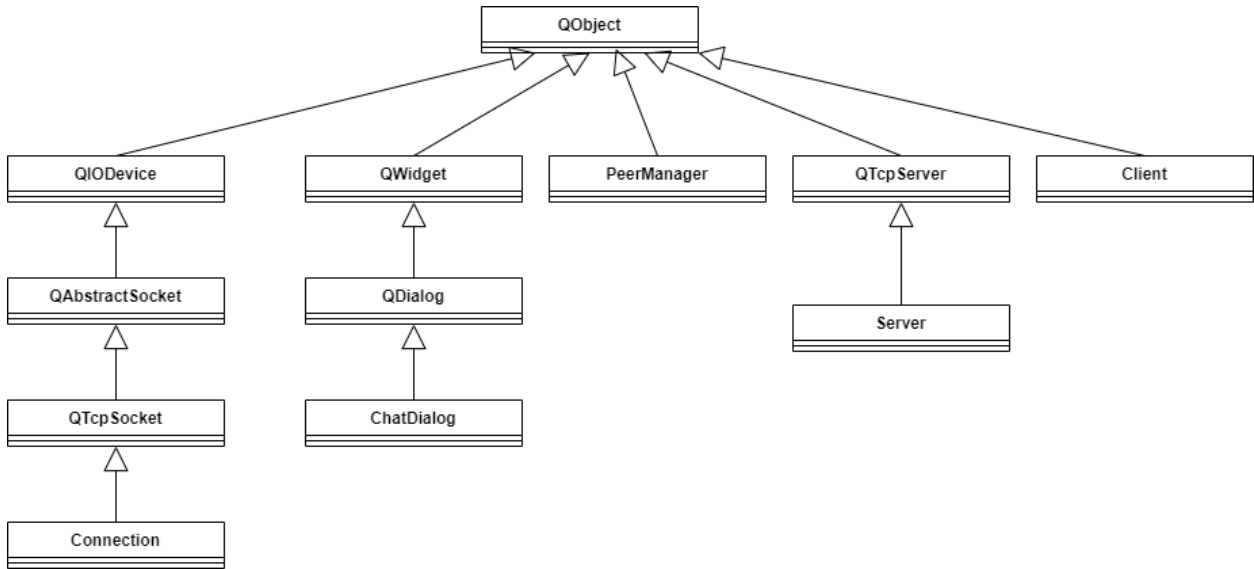 QObject
QIODevice
QWidget
PeerManager
QTcpServer
Client
QAbstractSocket
QDialog
Server
QTcpSocket
ChatDialog
Connection